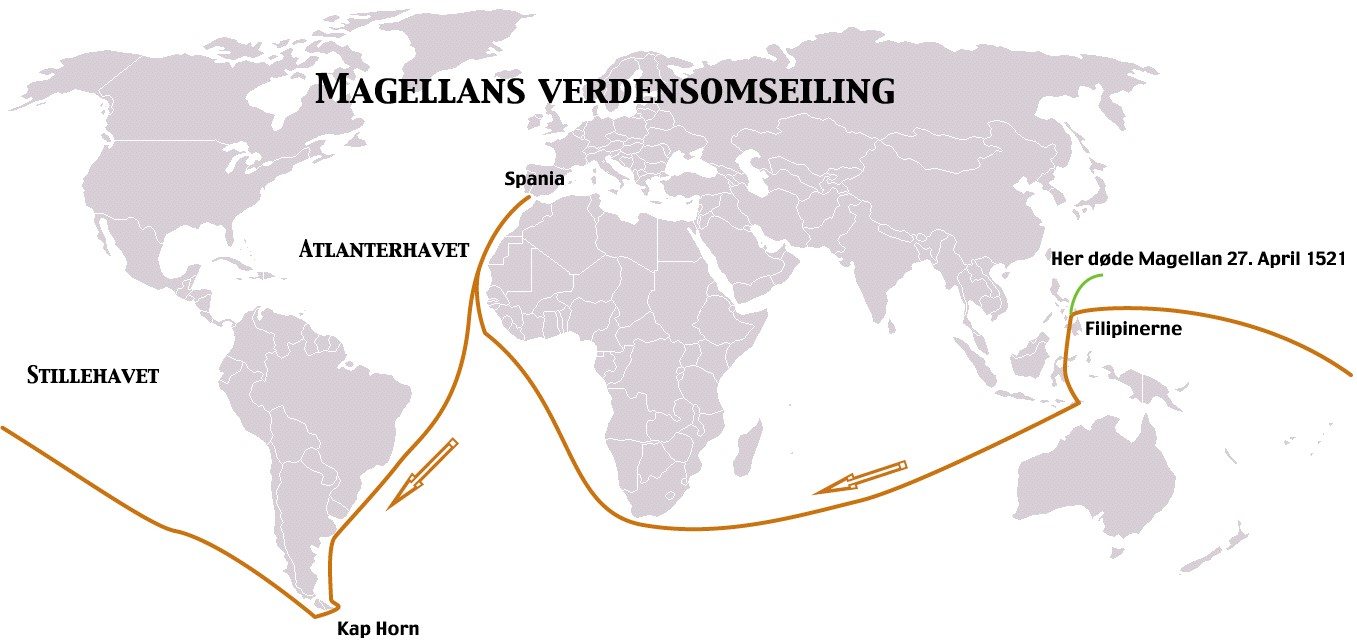 MAGELLANS VERDENSOMSEILING
Spania
ATLANTERHAVET
Her døde Magellan 27. April 1521
Filipinerne
STILLEHAVET
Kap Horn